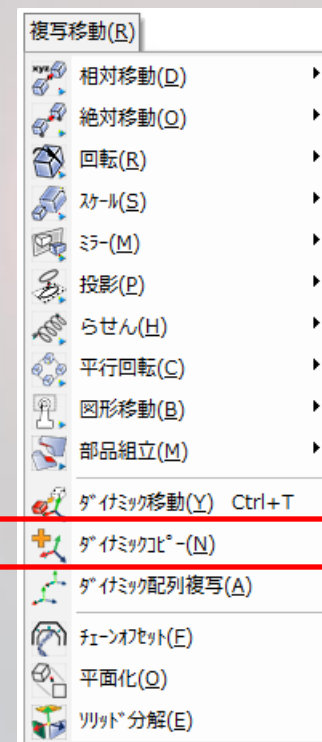 複写移動(R)
相対移動(D)
絶対移動(O)
回転(R)
ｽｹｰﾙ(S)
ﾐﾗｰ(M)
投影(P)
らせん(H)
平行回転(C)
図形移動(B)
部品組立(M)
ﾀﾞｲﾅﾐｯｸ移動(Y) Ctrl+T
ﾀﾞｲﾅﾐｯｸｺﾋﾟｰ(N)
ﾀﾞｲﾅﾐｯｸ配列複写(A)
ﾁｪｰﾝｵﾌｾｯﾄ(F)
平面化(O)
ｿﾘｯﾄﾞ分解(E)